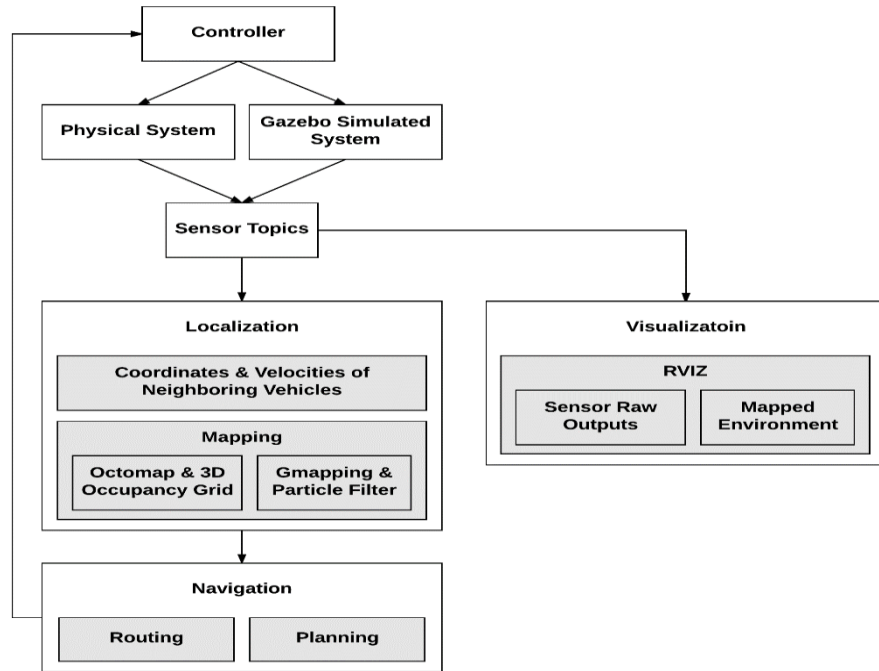 Controller
Physical System
Gazebo Simulated
System
Sensor Topics
Localization
Coordinates & Velocities of
Neighboring Vehicles
Mapping
Octomap & 3D
Occupancy Grid
Gmapping &
Particle Filter
Visualizatoin
RVIZ
Sensor Raw
Outputs
Mapped
Environment
Navigation
Routing
Planning